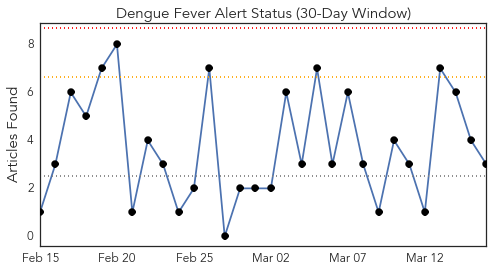 Dengue Fever Alert Status (30-Day Window)
Articles Found
8
6
4
2
0
Feb 15 Feb 20 Feb 25 Mar 02 Mar 07 Mar 12